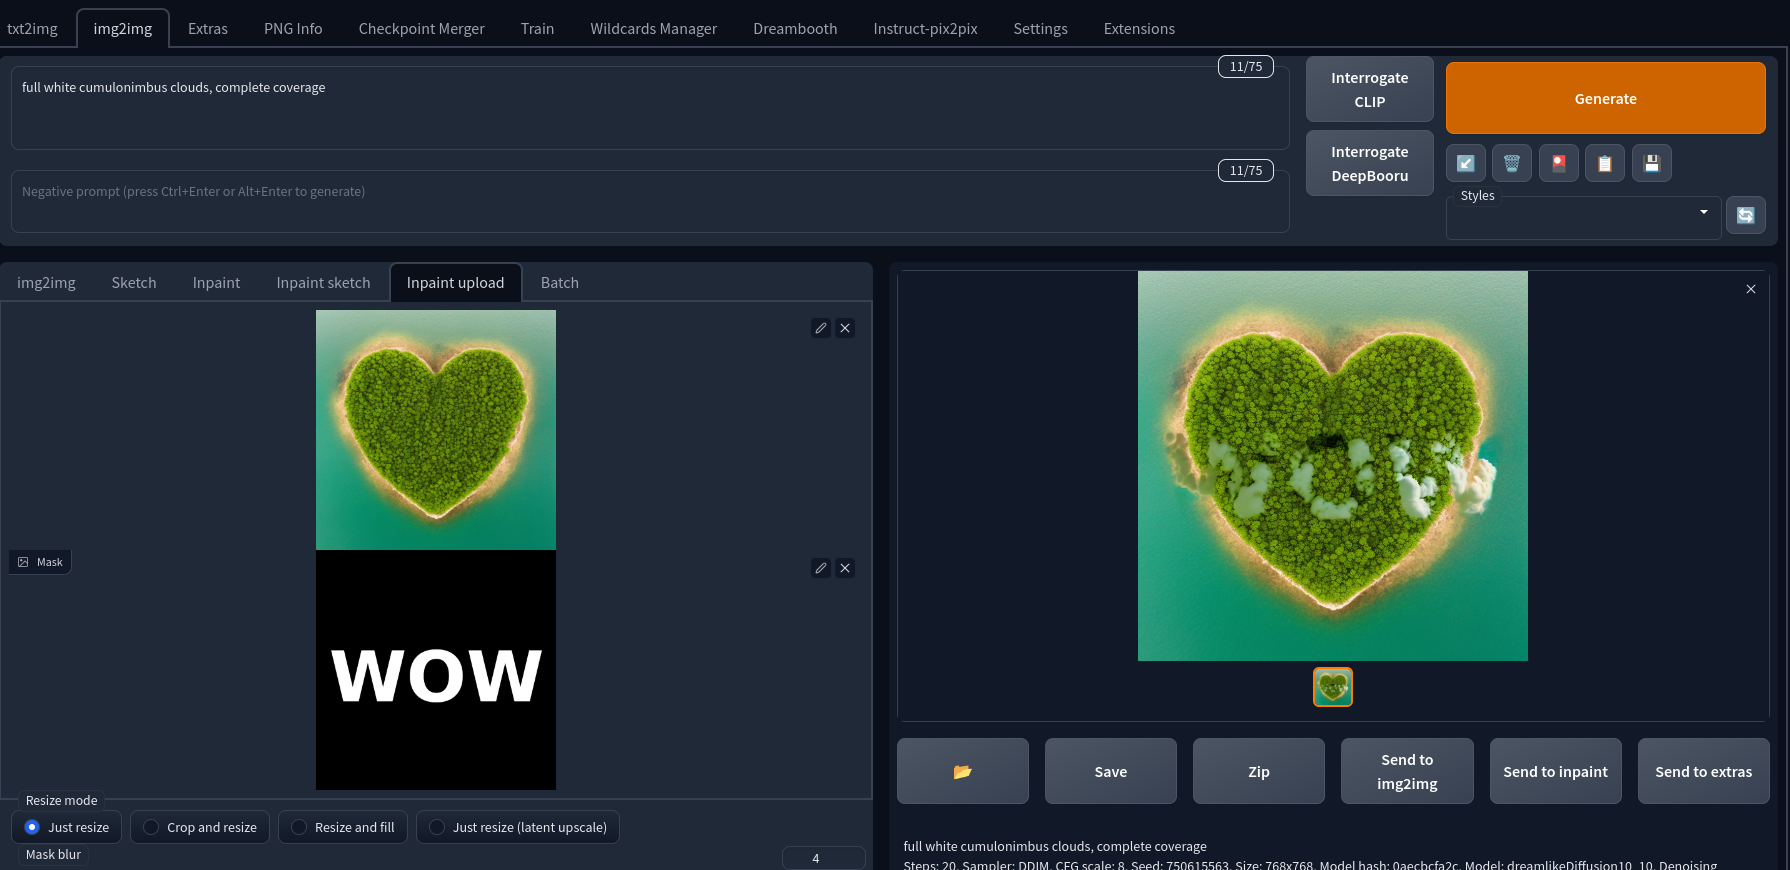 txt2img
img2img
Extras
PNG Info
Checkpoint Merger
Train
Wildcards Manager
Dreambooth
Instruct-pix2pix
Settings
Extensions
11/75
full white cumulonimbus clouds, complete coverage
11/75
Negative prompt (press Ctrl+Enter or Alt+Enter to generate)
Interrogate
CLIP
Interrogate
DeepBooru
Generate
Styles
img2img
Sketch
Inpaint
Inpaint sketch
Inpaint upload
Batch
Mask
WOW
Resize mode
Just resize
Crop and resize
Resize and fill
Just resize (latent upscale)
Mask blur
4
Save
Zip
Send to
img2img
Send to inpaint
Send to extras
full white cumulonimbus clouds, complete coverage
Steps: 20, Sampler: DDIM, CFG scale: 8, Seed: 750615563, Size: 768x768, Model hash: 0aecbcfa2c, Model: dreamlikeDiffusion10_10, Denoising